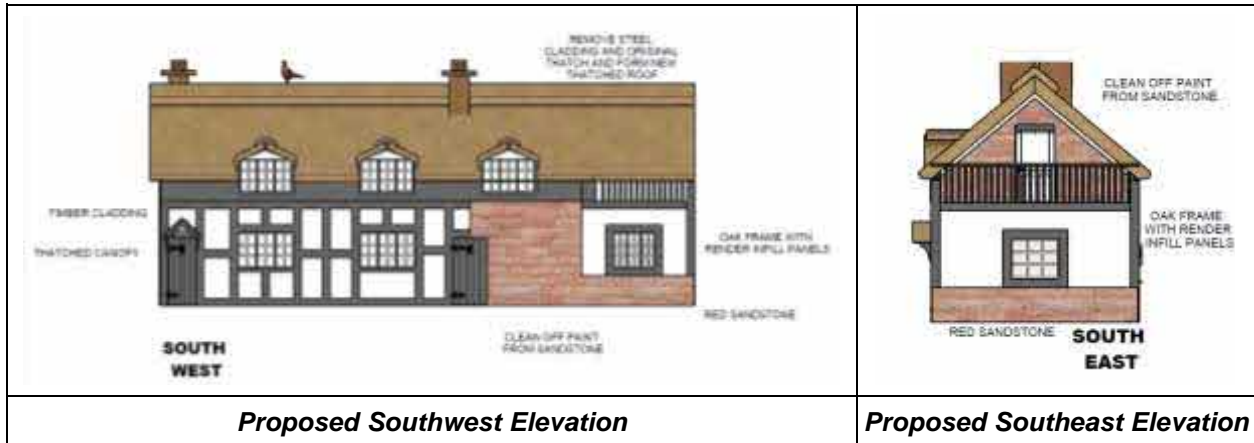 REMOVE STEEL
CLADDING AND ORIGINAL
THATCH AND FORM NEW
THATCHED ROOF
TIMBER CLADDING
THATCHED CANOPY
OAK FRAME WITH
RENDER INFILL PANELS
RED SANDSTONE
CLEAN OFF PAINT
FROM SANDSTONE
SOUTH
WEST
CLEAN OFF PAINT
FROM SANDSTONE
OAK FRAME
WITH RENDER
INFILL PANELS
RED SANDSTONE
SOUTH
EAST
Proposed Southwest Elevation
Proposed Southeast Elevation